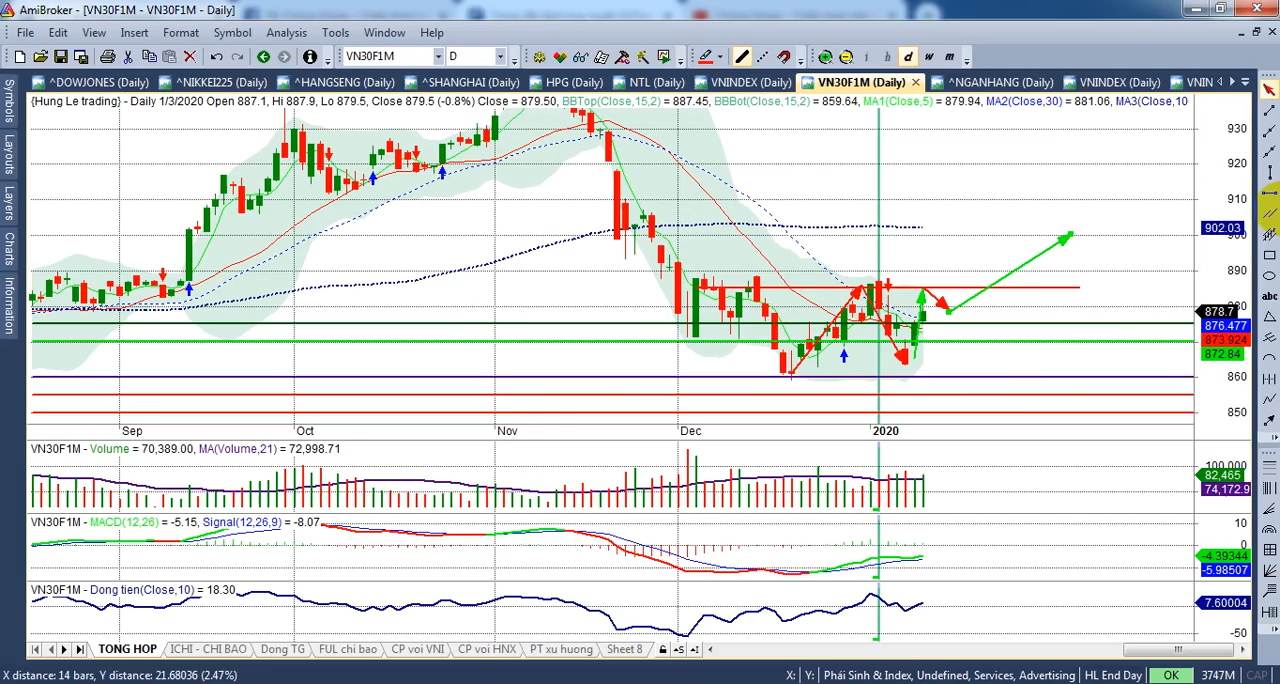 AmiBroker - [VN30F1M - VN30F1M - Daily]
File Edit View Insert Format Symbol Analysis Tools Window Help
VN30F1M D i h d w m
^DOWJONES (Daily) ^NIKKEI225 (Daily) ^HANGSENG (Daily) ^SHANGHAI (Daily) HPG (Daily) NTL (Daily) VNINDEX (Daily) VN30F1M (Daily) ^NGANHANG (Daily) VNINDEX (Daily) VNIN
{Hung Le trading} - Daily 1/3/2020 Open 887.1, Hi 887.9, Lo 879.5, Close 879.5 (-0.8%) Close = 879.50, BBTop(Close,15,2) = 887.45, BBBot(Close,15,2) = 859.64, MA1(Close,5) = 879.94, MA2(Close,30) = 881.06, MA3(Close,10
Symbols
Layouts
Layers
Charts
Information
930
920
910
902.03
900
890
880
878.7
876.477
873.924
872.84
860
850
Sep Oct Nov Dec 2020
VN30F1M - Volume = 70,389.00, MA(Volume,21) = 72,998.71
100,000
82,465
74,172.9
VN30F1M - MACD(12,26) = -5.15, Signal(12,26,9) = -8.07
10
0
-4.39344
-5.98507
VN30F1M - Dong tien(Close,10) = 18.30
7.60004
-50
abc
TONG HOP ICHI - CHI BAO Dong TG FUL chi bao CP voi VNI CP voi HNX PT xu huong Sheet 8
X distance: 14 bars, Y distance: 21.68036 (2.47%) X: Y: Phái Sinh & Index, Undefined, Services, Advertising HL End Day OK 3747M CAP